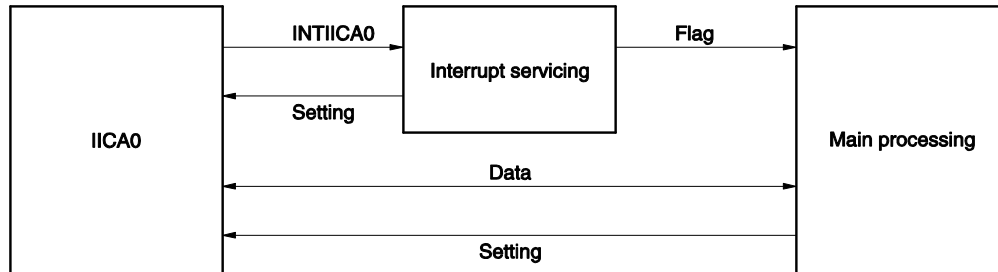 INTIICA0
Flag
Interrupt servicing
Setting
IICA0
Main processing
Data
Setting